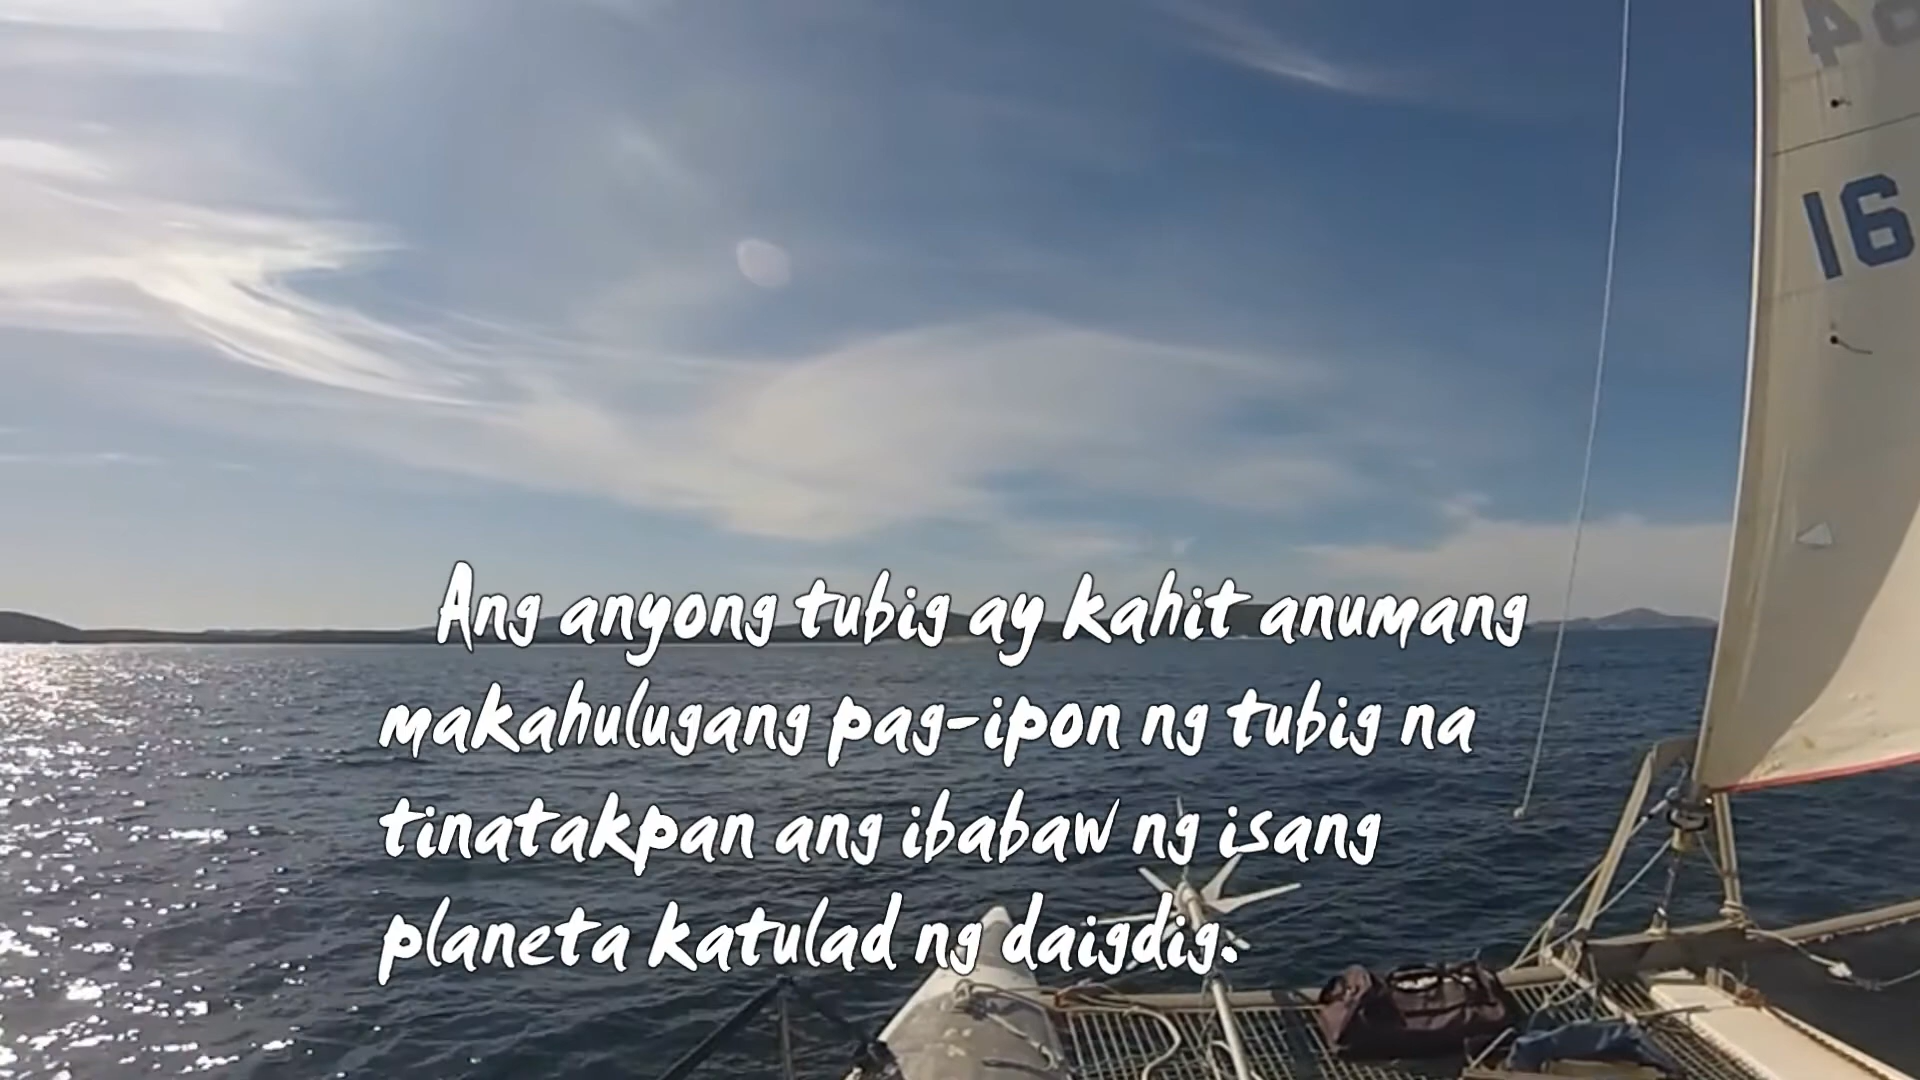 Ang anyong tubig ay kahit anumang
makahulugang pag-ipon ng tubig na
tinatakpan ang ibabaw ng isang
planeta katulad ng daigdig.
16